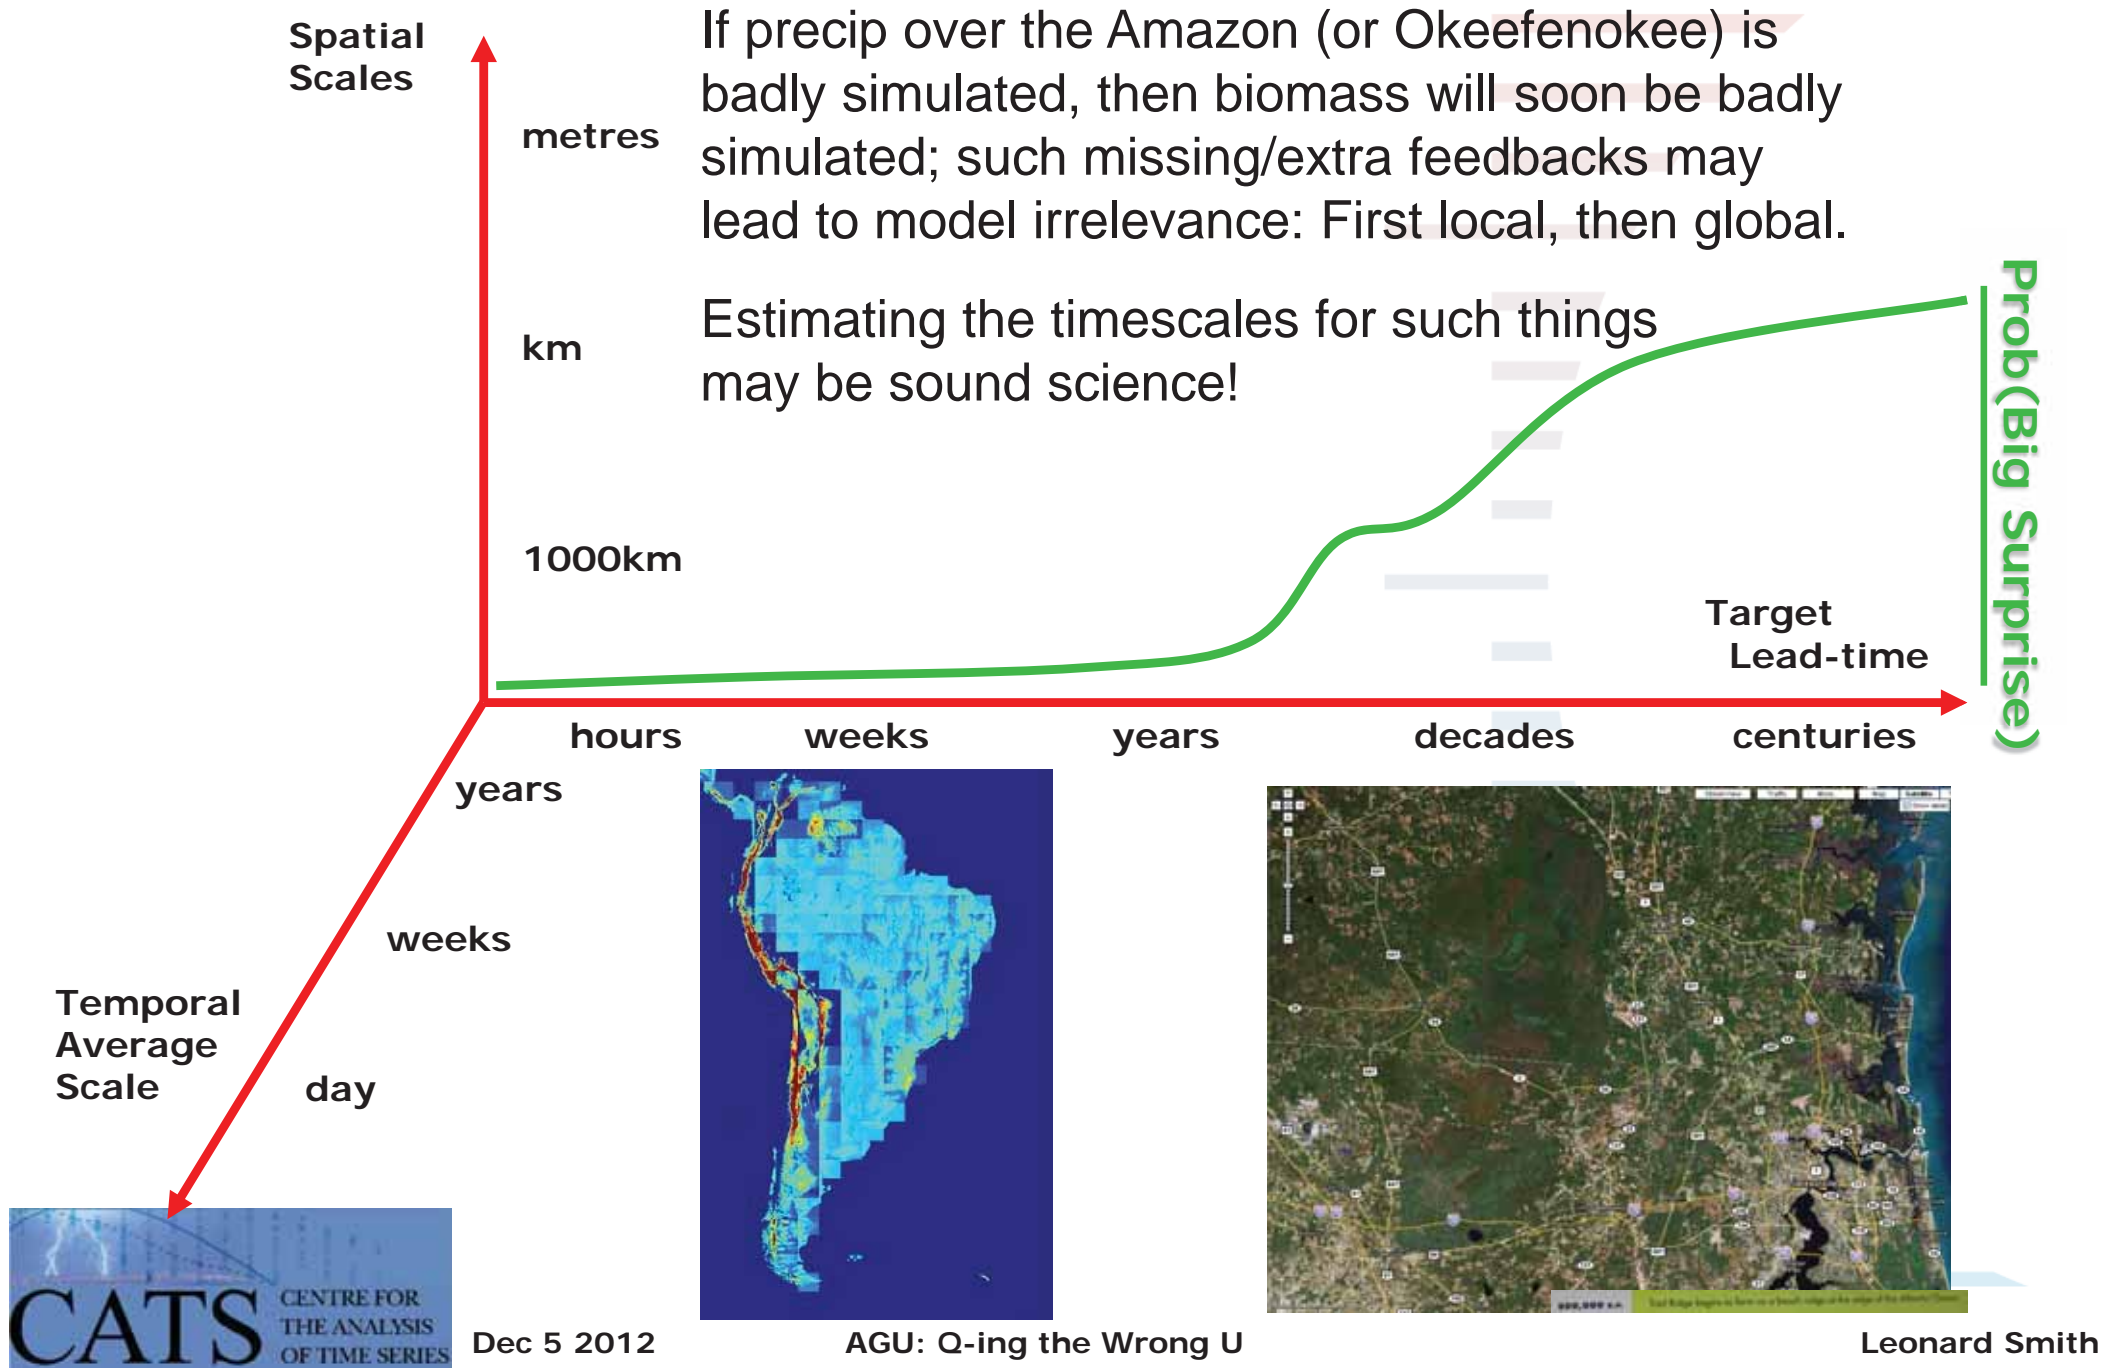 Spatial
Scales
If precip over the Amazon (or Okeefenokee) is
badly simulated, then biomass will soon be badly
simulated; such missing/extra feedbacks may
lead to model irrelevance: First local, then global.
Estimating the timescales for such things
may be sound science!
metres
km
1000km
Target
Lead-time
Prob(Big Surprise)
hours
weeks
years
decades
centuries
years
weeks
day
Temporal
Average
Scale
CATS
CENTRE FOR
THE ANALYSIS
OF TIME SERIES
Dec 5 2012
AGU: Q-ing the Wrong U
Leonard Smith